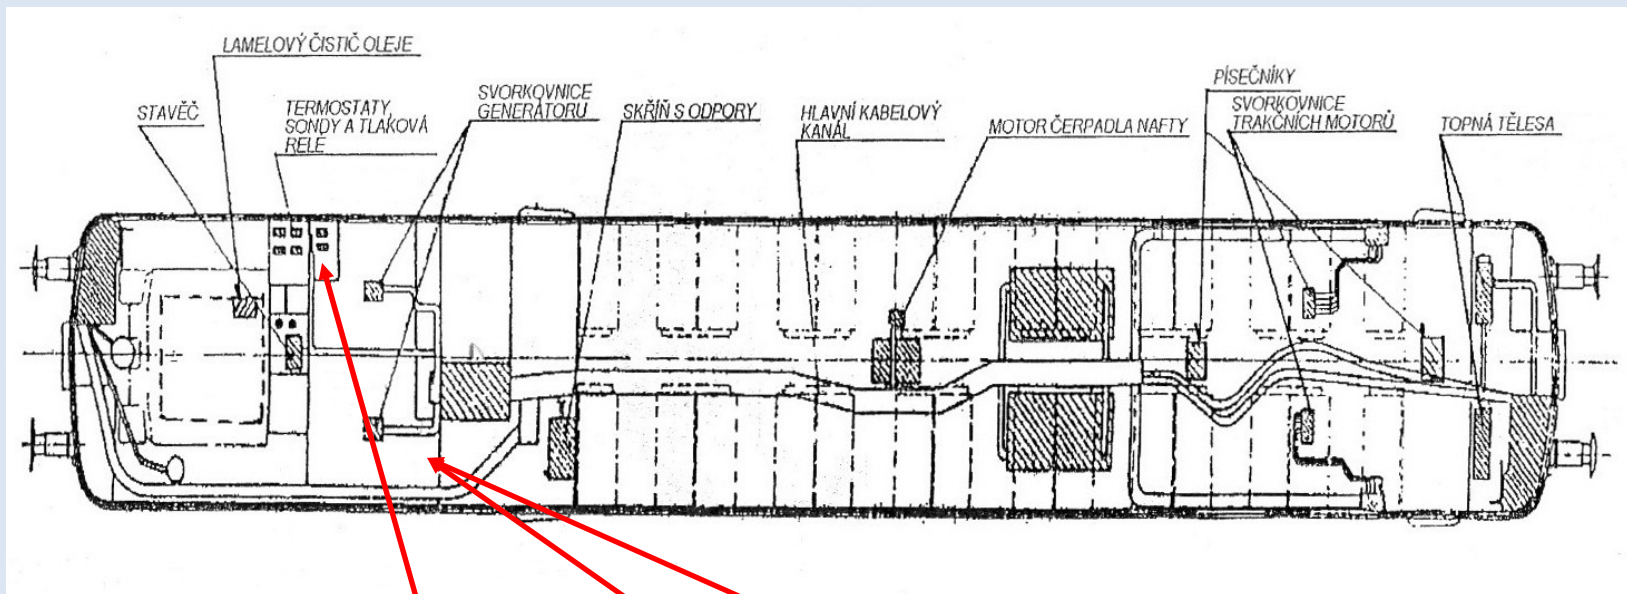 LAMELOVÝ ČISTIČ OLEJE
STAVĚČ
TERMOSTATY,
SONDY A TLAKOVÁ
RELÉ
SVORKOVNICE
GENERÁTORU
SKŘÍŇ S ODPORY
HLAVNÍ KABELOVÝ
KANÁL
MOTOR ČERPADLA NAFTY
PÍSEČNÍKY
SVORKOVNICE
TRAKČNÍCH MOTORŮ
TOPNÁ TĚLESA